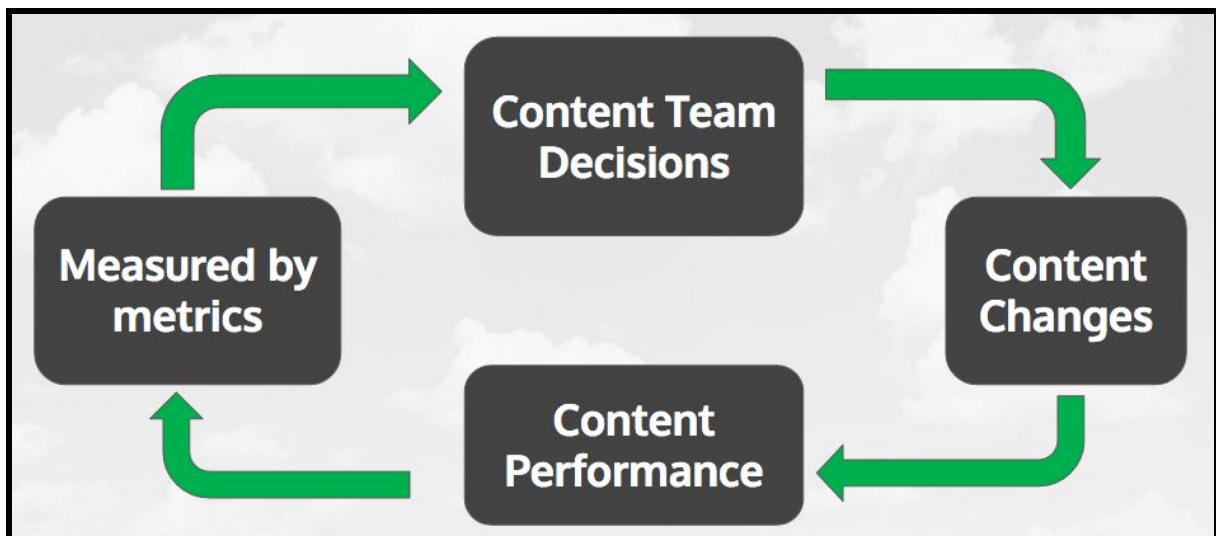 Content Team
Decisions
Measured by
metrics
Content
Changes
Content
Performance